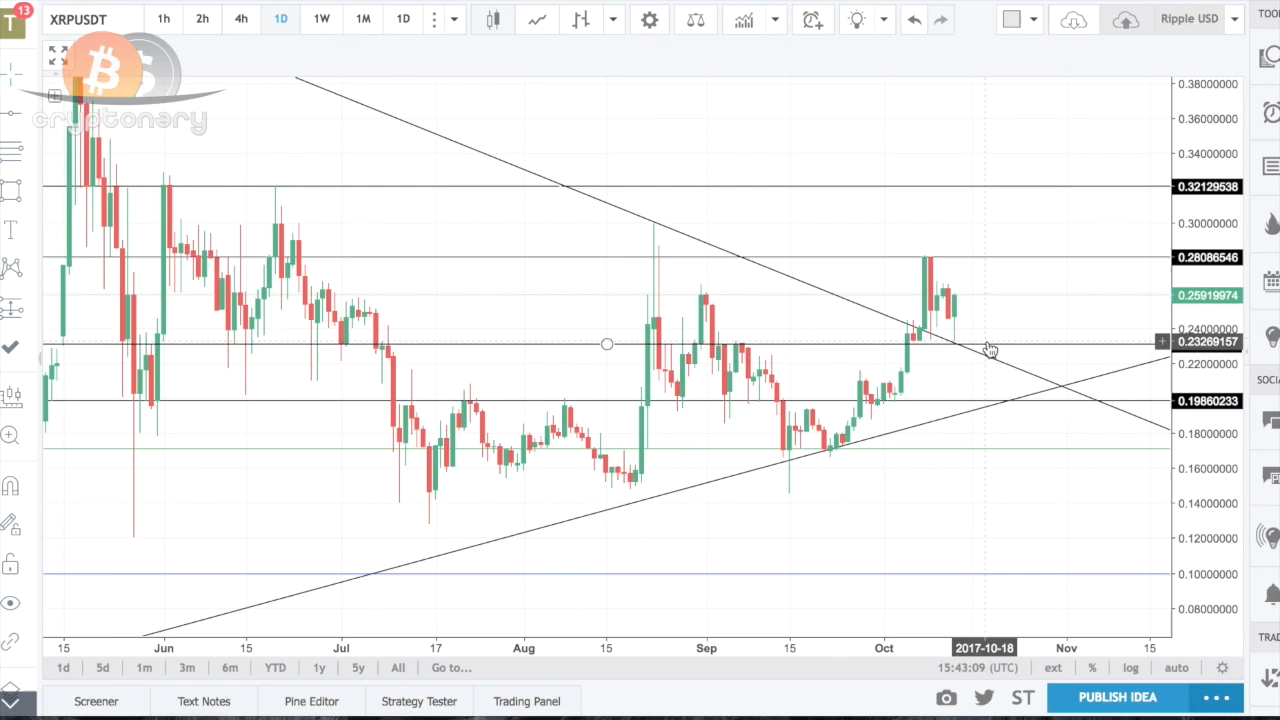 T
13
XRPUSDT 1h 2h 4h 1D 1W 1M 1D Ripple USD
TOO
B $
cryptonary
0.38000000
0.36000000
0.34000000
0.32129538
0.30000000
0.28086546
0.25919974
0.24000000
0.23269157
0.22000000
0.19860233
0.18000000
0.16000000
0.14000000
0.12000000
0.10000000
0.08000000
SOCIA
TRAD
T
15 Jun 15 Jul 17 Aug 15 Sep 15 Oct 2017-10-18 Nov 15
1d 5d 1m 3m 6m YTD 1y 5y All Go to... 15:43:09 (UTC) ext % log auto
Screener Text Notes Pine Editor Strategy Tester Trading Panel ST PUBLISH IDEA